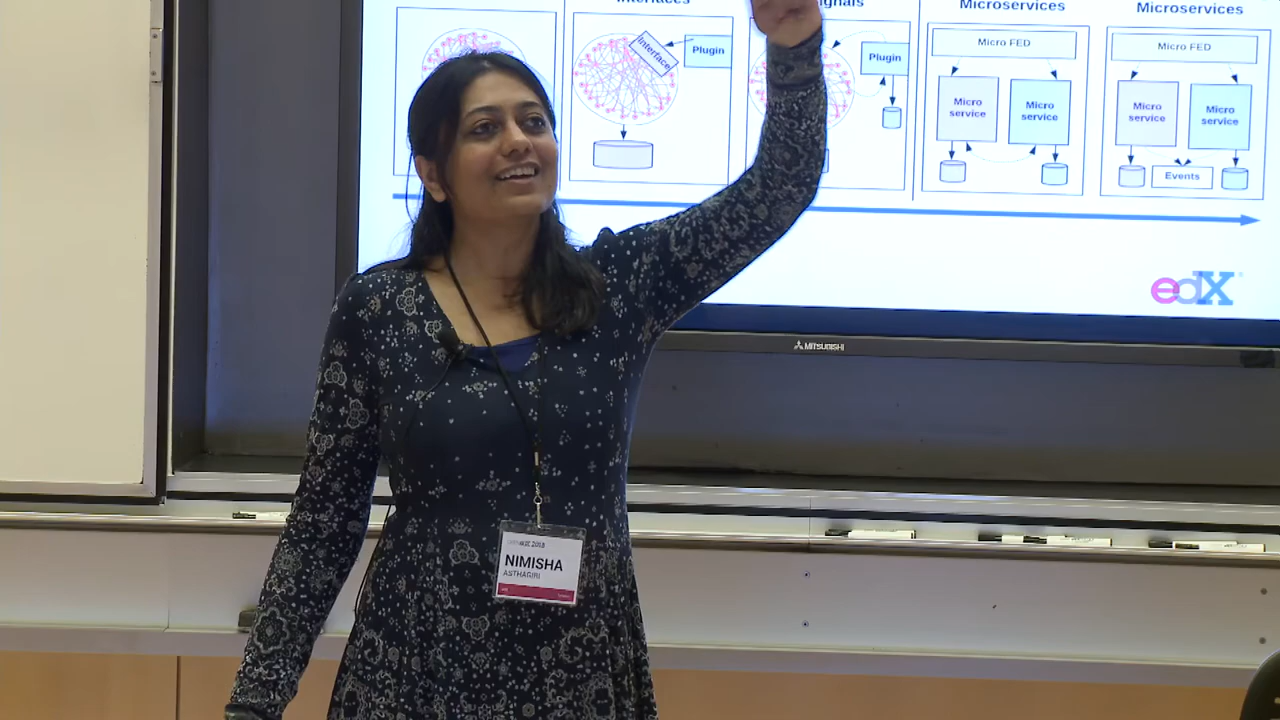 Interfaces
Interface
Plugin
Plugin
Microservices
Micro FED
Micro
service
Micro
service
Microservices
Micro FED
Micro
service
Micro
service
Events
edX
MITSUBISHI
2018
NIMISHA
ASTHAGIRI